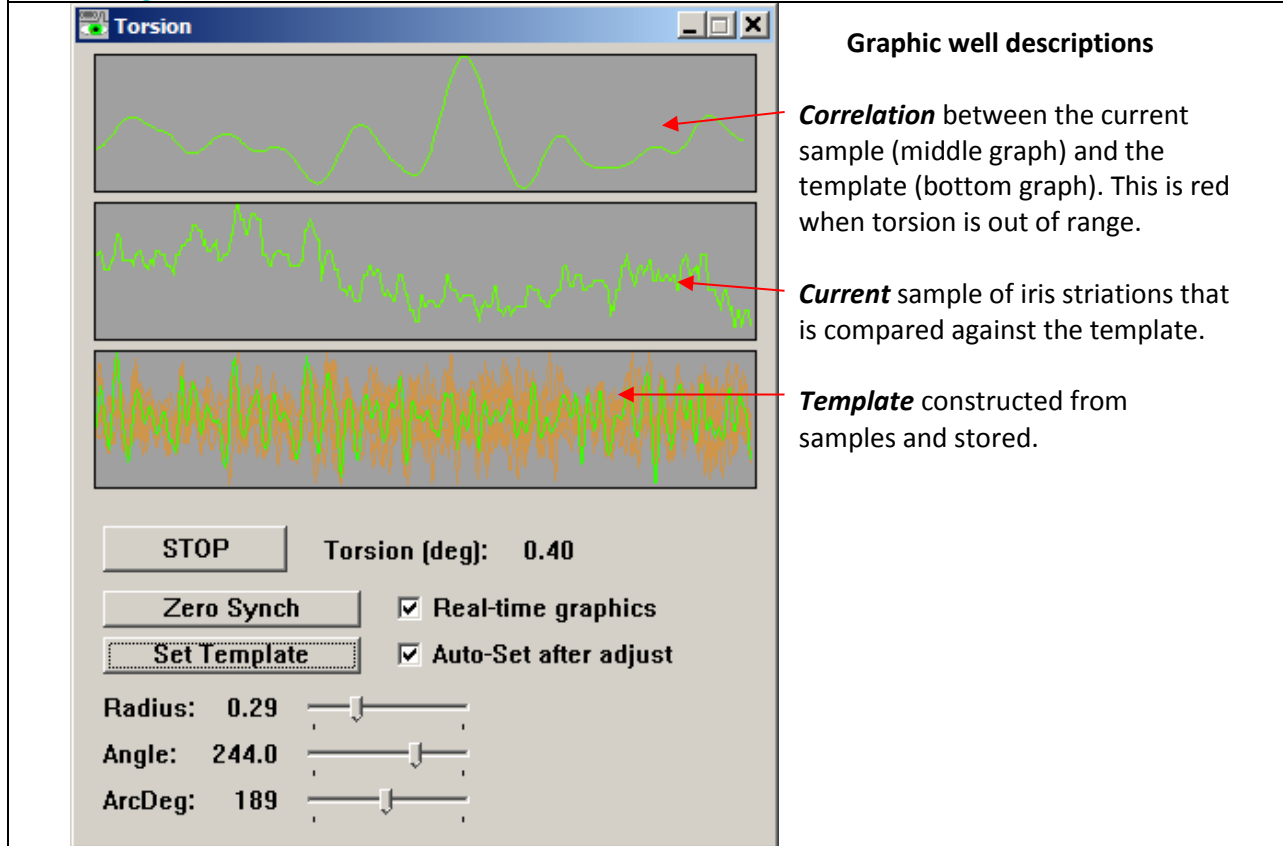 Torsion
Graphic well descriptions
Correlation between the current
sample (middle graph) and the
template (bottom graph). This is red
when torsion is out of range.
Current sample of iris striations that
is compared against the template.
Template constructed from
samples and stored.
STOP Torsion (deg): 0.40
Zero Synch Real-time graphics
Set Template Auto-Set after adjust
Radius: 0.29
Angle: 244.0
ArcDeg: 189